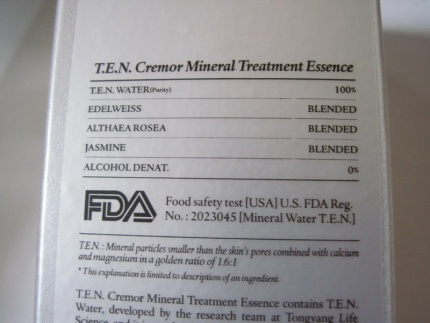 T.E.N. Cremor Mineral Treatment Essence
T.E.N. WATER(Purity) 100%
EDELWEISS BLENDED
ALTHAEA ROSEA BLENDED
JASMINE BLENDED
ALCOHOL DENAT. 0%
FDA Food safety test [USA] U.S. FDA Reg.
No. : 2023045 [Mineral Water T.E.N.]
T.E.N. : Mineral particles smaller than the skin's pores combined with calcium
and magnesium in a golden ratio of 1.6:1
* This explanation is limited to description of an ingredient.
T.E.N. Cremor Mineral Treatment Essence contains T.E.N.
Water, developed by the research team at Tongyang Life